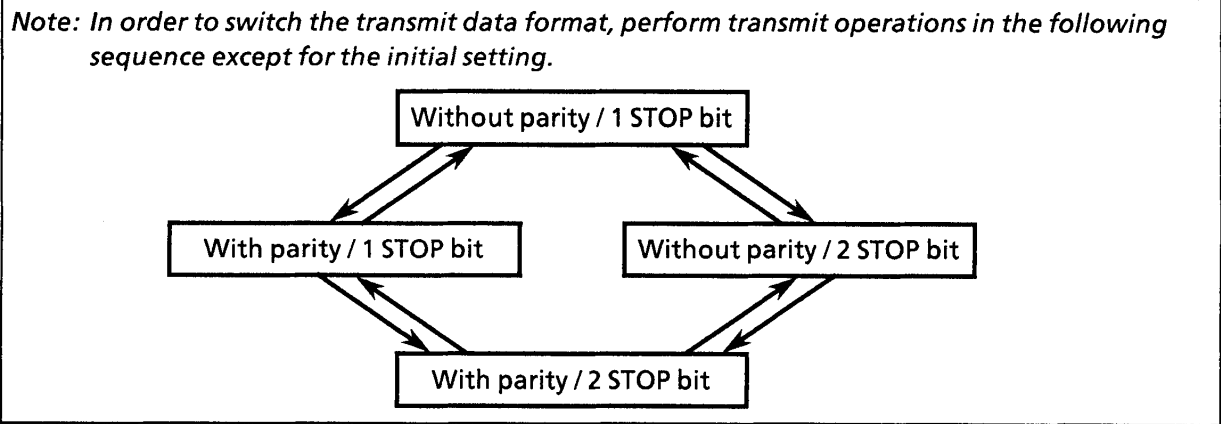 Note: In order to switch the transmit data format, perform transmit operations in the following
sequence except for the initial setting.
Without parity / 1 STOP bit
With parity / 1 STOP bit
Without parity / 2 STOP bit
With parity / 2 STOP bit